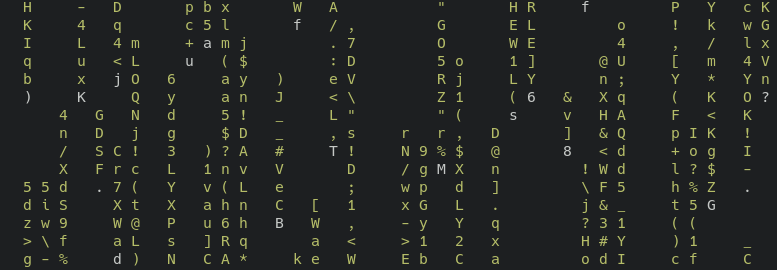 H - D p b x W A " H R f P Y c K
K 4 q c 5 l f / , G E L o ! k w G
I L 4 m + a m j . 7 O W E 4 , / l x
q u < L u ( $ : D 5 o 1 ] @ U [ m 4 V
b x j O 6 a y ) e V R j L Y n ; Y * Y n
) K Q y a n J < \ Z 1 ( 6 & X q ( K O ?
4 G N d 5 ! _ L " " ( s v H A F < K
n D j g $ D _ , s r r , D ] & Q p I K !
/ S C ! 3 ) ? A # T ! N 9 % $ @ 8 < d + o g I
X F r c L 1 n v V D / g M X n ! W d l ? $ -
5 5 d . 7 ( Y v ( L e ; w p d ] \ F 5 h % Z .
d i S X t X a h n C [ 1 x G L . j & _ t 5 G
z w 9 W @ P u 6 h B W , - y Y q ? 3 1 ( (
> \ f a L s ] R q a < > 1 2 x H # Y ) 1 _
g - % d ) N C A * k e W E b C a o d I c f C